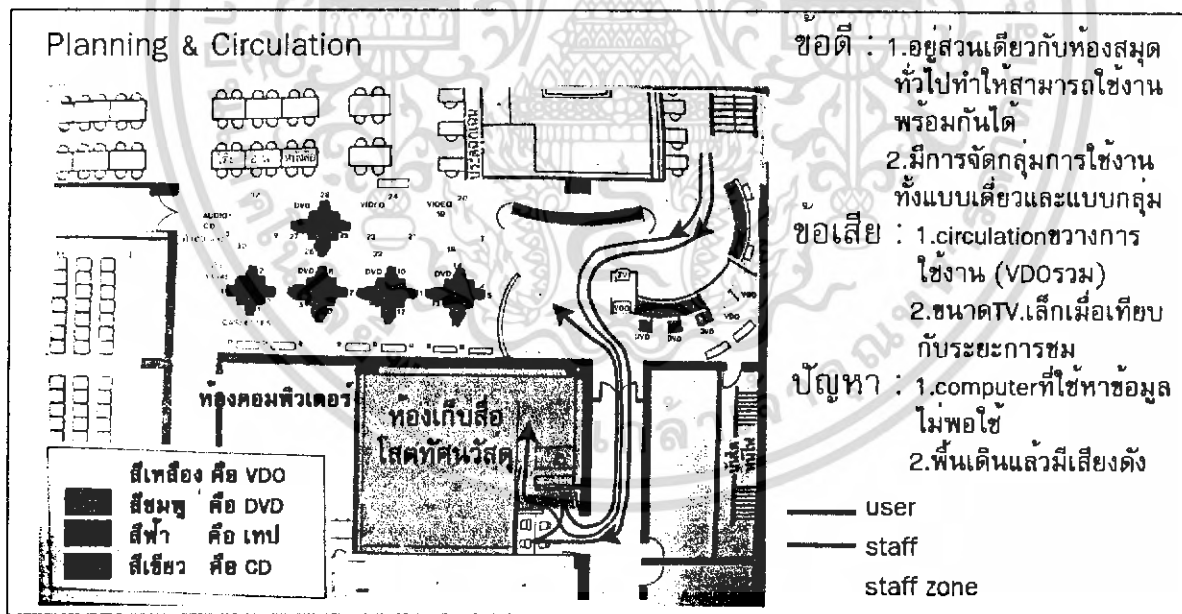 Planning & Circulation
ข้อดี : 1.อยู่ส่วนเดียวกับห้องสมุด
ทั่วไปทำให้สามารถใช้งาน
พร้อมกันได้
2.มีการจัดกลุ่มการใช้งาน
ทั้งแบบเดี่ยวและแบบกลุ่ม
ข้อเสีย : 1.circulationขวางการ
ใช้งาน (VDOรวม)
2.ขนาดTV.เล็กเมื่อเทียบ
กับระยะการชม
ปัญหา : 1.computerที่ใช้หาข้อมูล
ไม่พอใช้
2.พื้นเดินแล้วมีเสียงดัง
user
staff
staff zone
DVD
VIDEO
VIDEO
AUDIO
CD
DVD
DVD
DVD
TV
VDO
VDO
VDO
DVD
DVD
DVD
ห้องคอมพิวเตอร์
ห้องเก็บสื่อ
โสตทัศนวัสดุ
สีเหลือง คือ VDO
สีชมพู คือ DVD
สีฟ้า คือ เทป
สีเขียว คือ CD